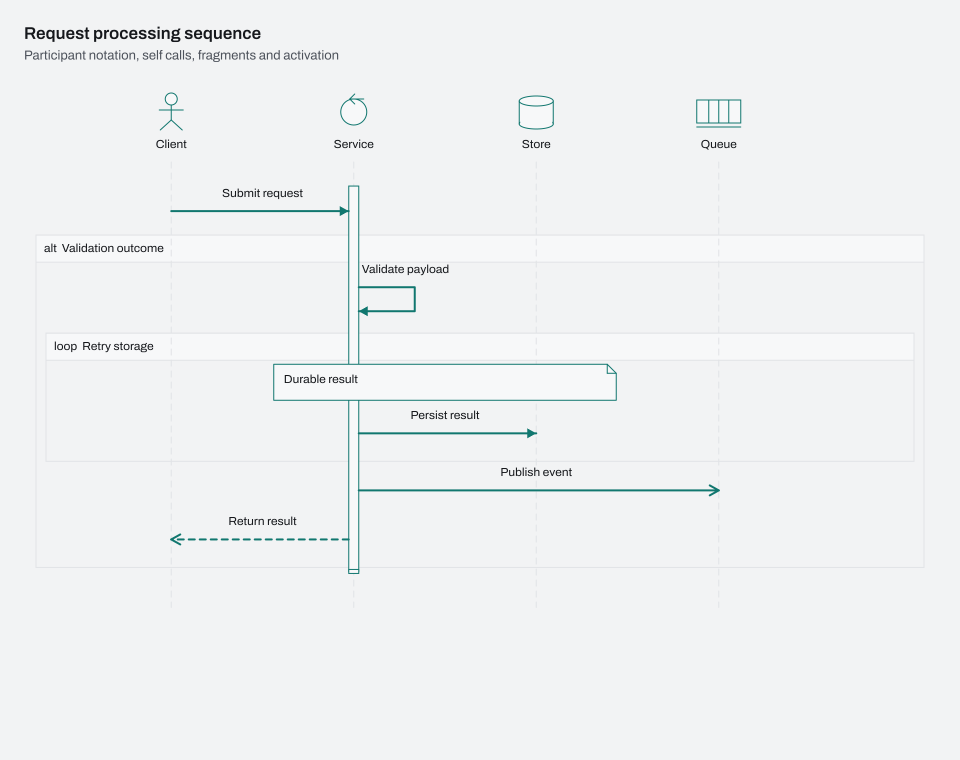 Request processing sequence
Participant notation, self calls, fragments and activation
Client
Service
Store
Queue
Submit request
alt Validation outcome
Validate payload
loop Retry storage
Durable result
Persist result
Publish event
Return result